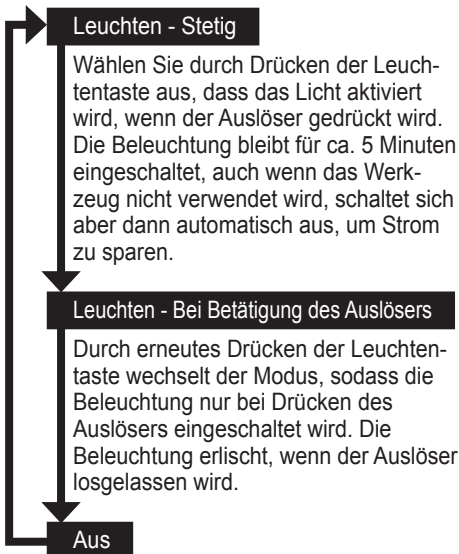 Leuchten - Stetig
Wählen Sie durch Drücken der Leuch-
tentaste aus, dass das Licht aktiviert
wird, wenn der Auslöser gedrückt wird.
Die Beleuchtung bleibt für ca. 5 Minuten
eingeschaltet, auch wenn das Werk-
zeug nicht verwendet wird, schaltet sich
aber dann automatisch aus, um Strom
zu sparen.
Leuchten - Bei Betätigung des Auslösers
Durch erneutes Drücken der Leuchten-
taste wechselt der Modus, sodass die
Beleuchtung nur bei Drücken des
Auslösers eingeschaltet wird. Die
Beleuchtung erlischt, wenn der Auslöser
losgelassen wird.
Aus